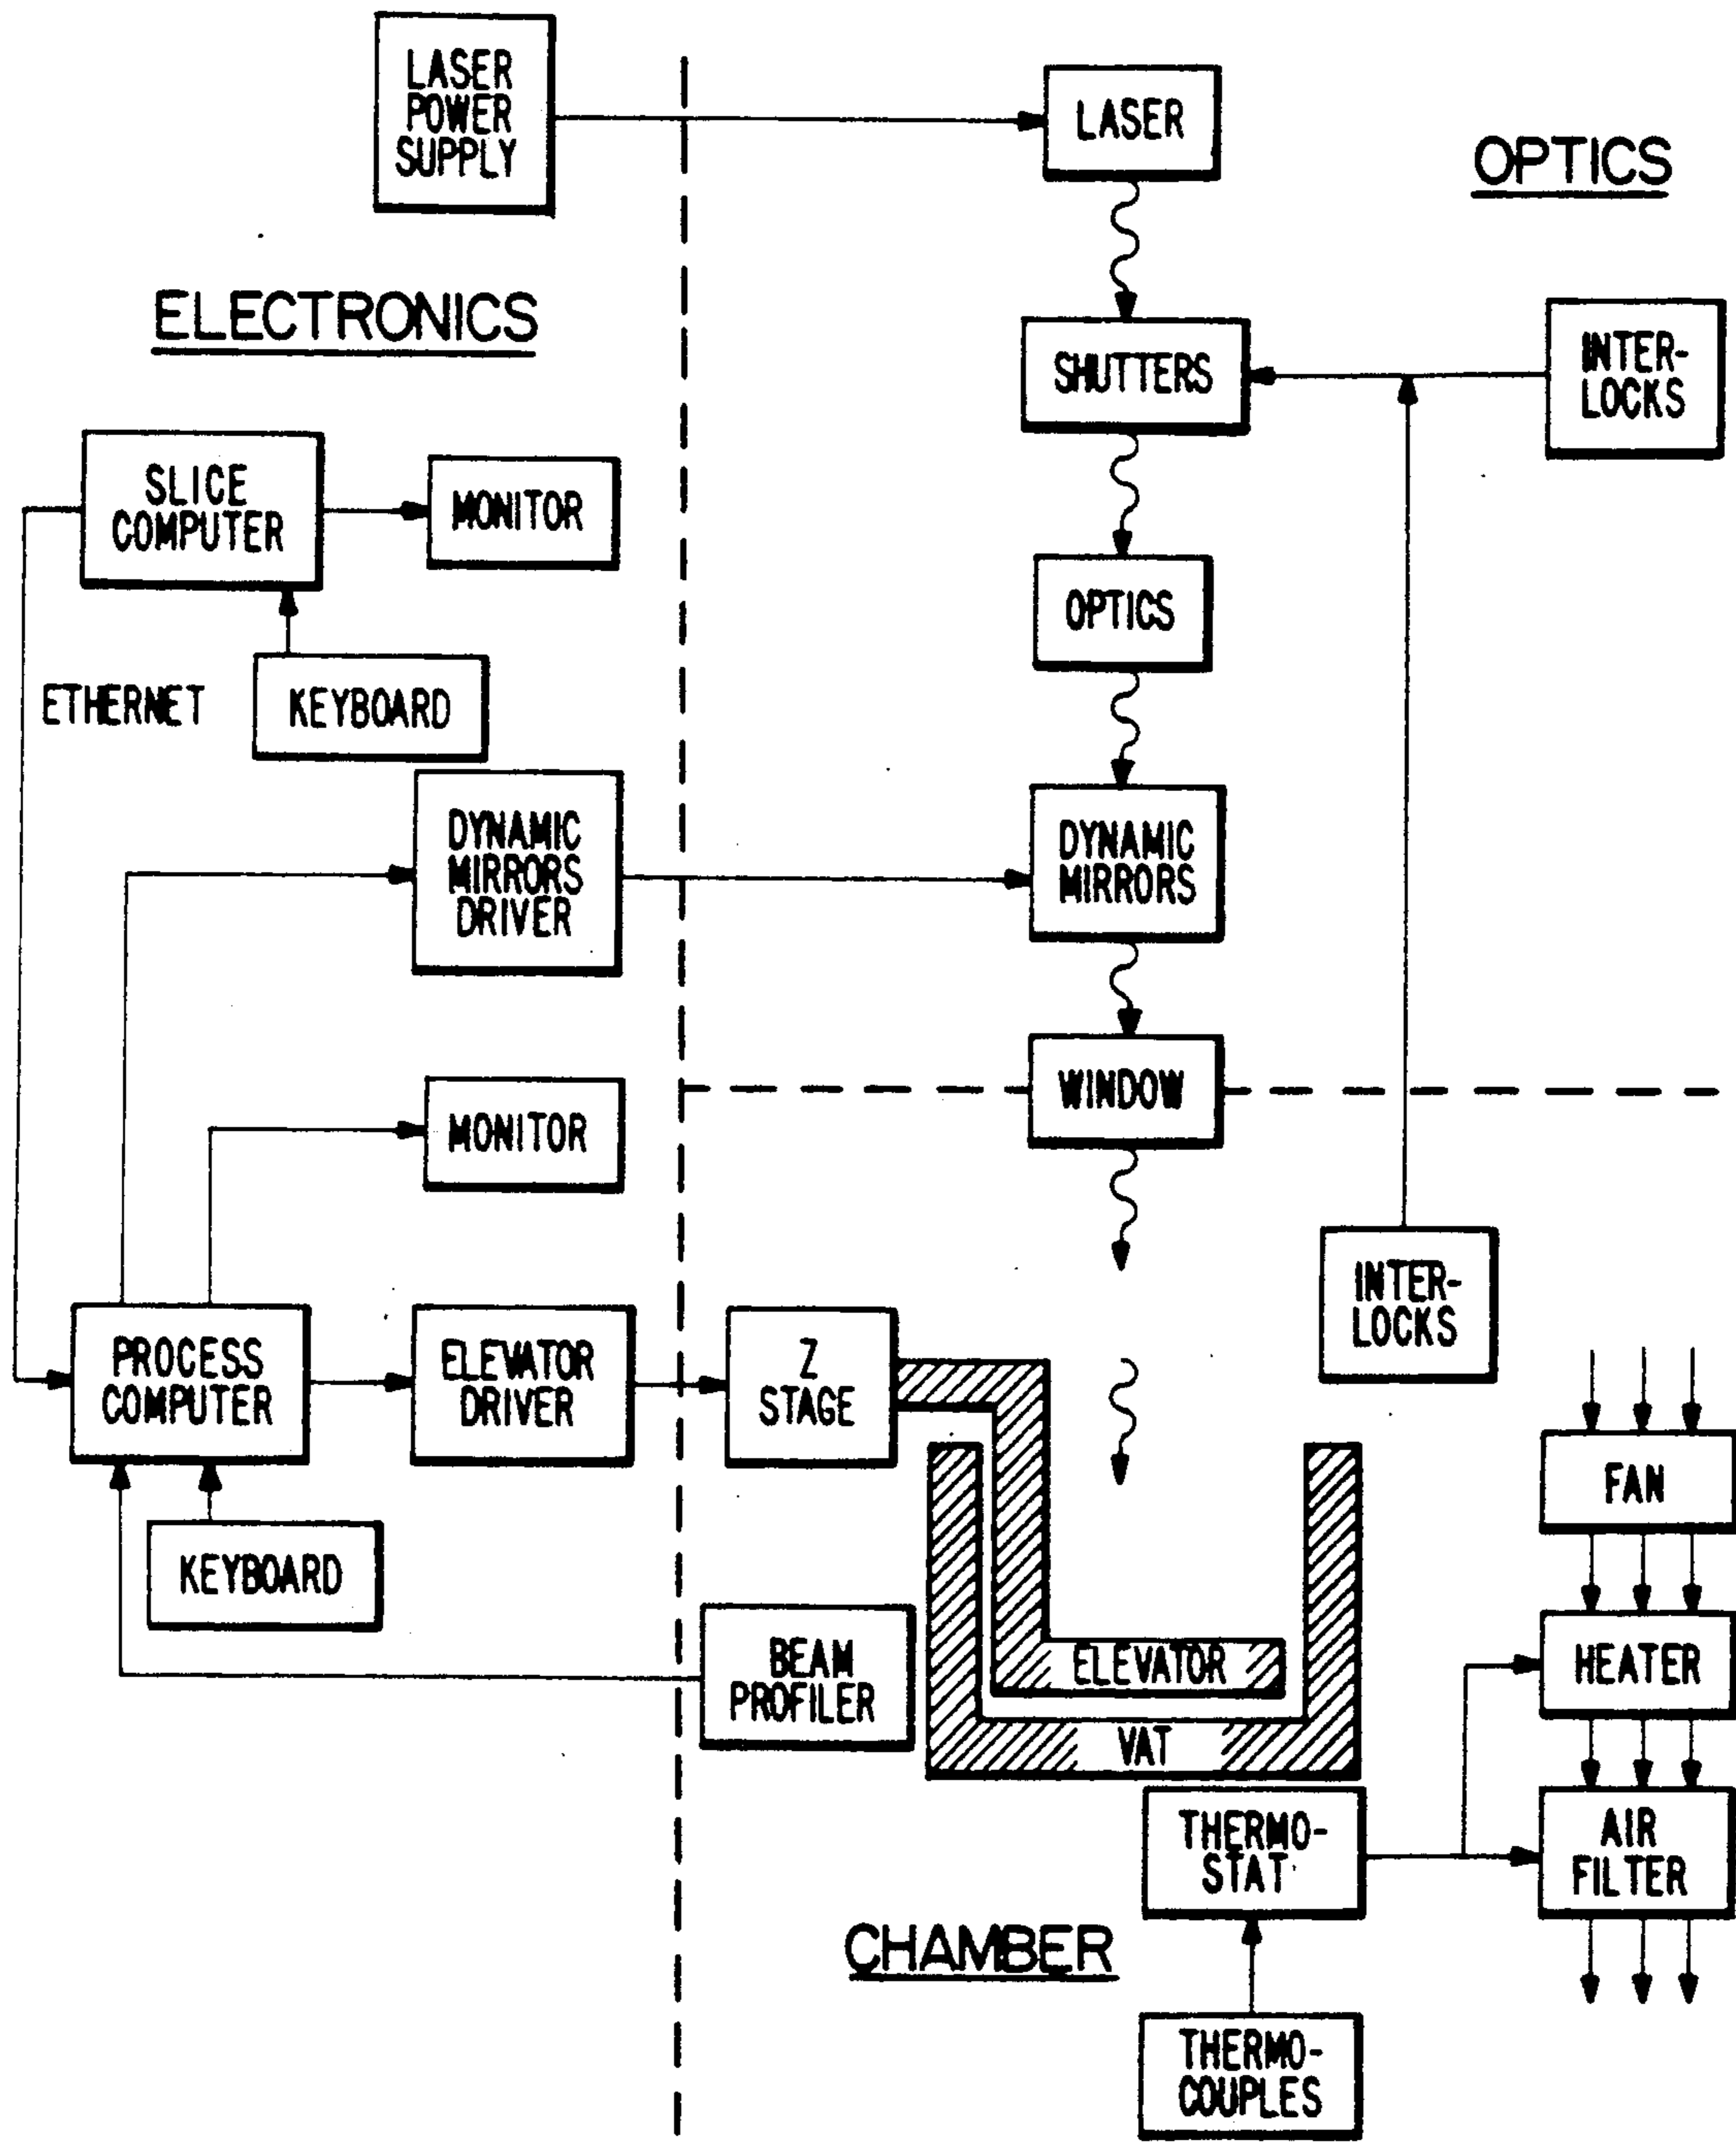 LASER
POWER
SUPPLY
LASER
OPTICS
ELECTRONICS
SHUTTERS
INTER-
LOCKS
SLICE
COMPUTER
MONITOR
OPTICS
ETHERNET
KEYBOARD
DYNAMIC
MIRRORS
DRIVER
DYNAMIC
MIRRORS
WINDOW
MONITOR
INTER-
LOCKS
PROCESS
COMPUTER
ELEVATOR
DRIVER
Z
STAGE
FAN
KEYBOARD
BEAM
PROFILER
ELEVATOR
HEATER
VAT
THERMO-
STAT
AIR
FILTER
CHAMBER
THERMO-
COUPLES